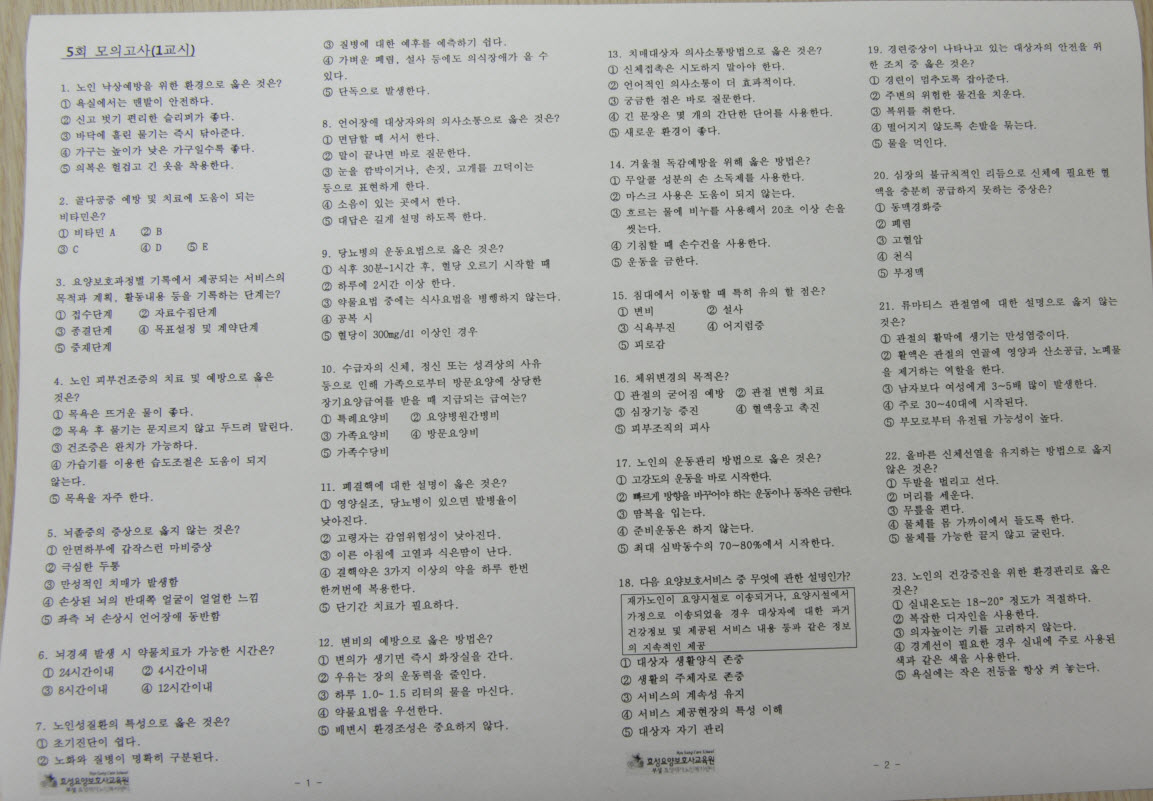 5회 모의고사(1교시)
1. 노인 낙상예방을 위한 환경으로 옳은 것은?
① 욕실에서는 맨발이 안전하다.
② 신고 벗기 편리한 슬리퍼가 좋다.
③ 바닥에 흘린 물기는 즉시 닦아준다.
④ 가구는 높이가 낮은 가구일수록 좋다.
⑤ 의복은 헐겁고 긴 옷을 착용한다.
2. 골다공증 예방 및 치료에 도움이 되는
비타민은?
① 비타민 A ② B
③ C ④ D ⑤ E
3. 요양보호과정별 기록에서 제공되는 서비스의
목적과 계획, 활동내용 등을 기록하는 단계는?
① 접수단계 ② 자료수집단계
③ 종결단계 ④ 목표설정 및 계약단계
⑤ 중재단계
4. 노인 피부건조증의 치료 및 예방으로 옳은
것은?
① 목욕은 뜨거운 물이 좋다.
② 목욕 후 물기는 문지르지 않고 두드려 말린다.
③ 건조증은 완치가 가능하다.
④ 가습기를 이용한 습도조절은 도움이 되지
않는다.
⑤ 목욕을 자주 한다.
5. 뇌졸중의 증상으로 옳지 않는 것은?
① 안면하부에 갑작스런 마비증상
② 극심한 두통
③ 만성적인 치매가 발생함
④ 손상된 뇌의 반대쪽 얼굴이 얼얼한 느낌
⑤ 좌측 뇌 손상시 언어장애 동반함
6. 뇌경색 발생 시 약물치료가 가능한 시간은?
① 24시간이내 ② 4시간이내
③ 8시간이내 ④ 12시간이내
7. 노인성질환의 특성으로 옳은 것은?
① 초기진단이 쉽다.
② 노화와 질병이 명확히 구분된다.
효성요양보호사교육원
- 1 -
③ 질병에 대한 예후를 예측하기 쉽다.
④ 가벼운 폐렴, 설사 등에도 의식장애가 올 수
있다.
⑤ 단독으로 발생한다.
8. 언어장애 대상자와의 의사소통으로 옳은 것은?
① 면담할 때 서서 한다.
② 말이 끝나면 바로 질문한다.
③ 눈을 깜박이거나, 손짓, 고개를 끄덕이는
등으로 표현하게 한다.
④ 소음이 있는 곳에서 한다.
⑤ 대답은 길게 설명 하도록 한다.
9. 당뇨병의 운동요법으로 옳은 것은?
① 식후 30분~1시간 후, 혈당 오르기 시작할 때
② 하루에 2시간 이상 한다.
③ 약물요법 중에는 식사요법을 병행하지 않는다.
④ 공복 시
⑤ 혈당이 300mg/dl 이상인 경우
10. 수급자의 신체, 정신 또는 성격상의 사유
등으로 인해 가족으로부터 방문요양에 상당한
장기요양급여를 받을 때 지급되는 급여는?
① 특례요양비 ② 요양병원간병비
③ 가족요양비 ④ 방문요양비
⑤ 가족수당비
11. 폐결핵에 대한 설명이 옳은 것은?
① 영양실조, 당뇨병이 있으면 발병율이
낮아진다.
② 고령자는 감염위험성이 낮아진다.
③ 이른 아침에 고열과 식은땀이 난다.
④ 결핵약은 3가지 이상의 약을 하루 한번
한꺼번에 복용한다.
⑤ 단기간 치료가 필요하다.
12. 변비의 예방으로 옳은 방법은?
① 변의가 생기면 즉시 화장실을 간다.
② 우유는 장의 운동력을 줄인다.
③ 하루 1.0~ 1.5 리터의 물을 마신다.
④ 약물요법을 우선한다.
⑤ 배변시 환경조성은 중요하지 않다.
13. 치매대상자 의사소통방법으로 옳은 것은?
① 신체접촉은 시도하지 말아야 한다.
② 언어적인 의사소통이 더 효과적이다.
③ 궁금한 점은 바로 질문한다.
④ 긴 문장은 몇 개의 간단한 단어를 사용한다.
⑤ 새로운 환경이 좋다.
14. 겨울철 독감예방을 위해 옳은 방법은?
① 무알콜 성분의 손 소독제를 사용한다.
② 마스크 사용은 도움이 되지 않는다.
③ 흐르는 물에 비누를 사용해서 20초 이상 손을
씻는다.
④ 기침할 때 손수건을 사용한다.
⑤ 운동을 금한다.
15. 침대에서 이동할 때 특히 유의 할 점은?
① 변비 ② 설사
③ 식욕부진 ④ 어지럼증
⑤ 피로감
16. 체위변경의 목적은?
① 관절의 굳어짐 예방 ② 관절 변형 치료
③ 심장기능 증진 ④ 혈액응고 촉진
⑤ 피부조직의 괴사
17. 노인의 운동관리 방법으로 옳은 것은?
① 고강도의 운동을 바로 시작한다.
② 빠르게 방향을 바꾸어야 하는 운동이나 동작은 금한다.
③ 땀복을 입는다.
④ 준비운동은 하지 않는다.
⑤ 최대 심박동수의 70~80%에서 시작한다.
18. 다음 요양보호서비스 중 무엇에 관한 설명인가?
재가노인이 요양시설로 이송되거나, 요양시설에서
가정으로 이송되었을 경우 대상자에 대한 과거
건강정보 및 제공된 서비스 내용 등과 같은 정보
의 지속적인 제공
① 대상자 생활양식 존중
② 생활의 주체자로 존중
③ 서비스의 계속성 유지
④ 서비스 제공현장의 특성 이해
⑤ 대상자 자기 관리
효성요양보호사교육원
- 2 -
19. 경련증상이 나타나고 있는 대상자의 안전을 위
한 조치 중 옳은 것은?
① 경련이 멈추도록 잡아준다.
② 주변의 위험한 물건을 치운다.
③ 복위를 취한다.
④ 떨어지지 않도록 손발을 묶는다.
⑤ 물을 먹인다.
20. 심장의 불규칙적인 리듬으로 신체에 필요한 혈
액을 충분히 공급하지 못하는 증상은?
① 동맥경화증
② 폐렴
③ 고혈압
④ 천식
⑤ 부정맥
21. 류마티스 관절염에 대한 설명으로 옳지 않는
것은?
① 관절의 활막에 생기는 만성염증이다.
② 활액은 관절의 연골에 영양과 산소공급, 노폐물
을 제거하는 역할을 한다.
③ 남자보다 여성에게 3~5배 많이 발생한다.
④ 주로 30~40대에 시작된다.
⑤ 부모로부터 유전될 가능성이 높다.
22. 올바른 신체선열을 유지하는 방법으로 옳지
않은 것은?
① 두발을 벌리고 선다.
② 머리를 세운다.
③ 무릎을 편다.
④ 물체를 몸 가까이에서 들도록 한다.
⑤ 물체를 가능한 끌지 않고 굴린다.
23. 노인의 건강증진을 위한 환경관리로 옳은
것은?
① 실내온도는 18~20° 정도가 적절하다.
② 복잡한 디자인을 사용한다.
③ 의자높이는 키를 고려하지 않는다.
④ 경계선이 필요한 경우 실내에 주로 사용된
색과 같은 색을 사용한다.
⑤ 욕실에는 작은 전등을 항상 켜 놓는다.